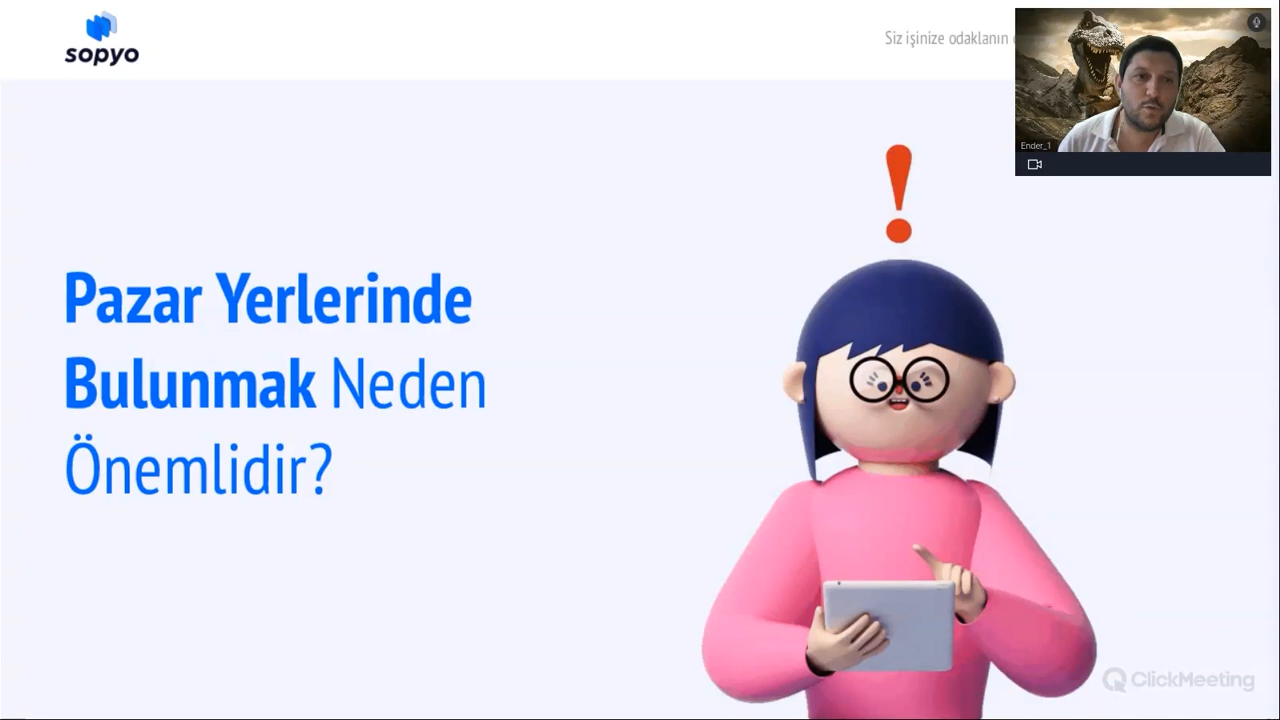 sopyo
Siz işinize odaklanın
Ender_1
Pazar Yerlerinde
Bulunmak Neden
Önemlidir?
ClickMeeting